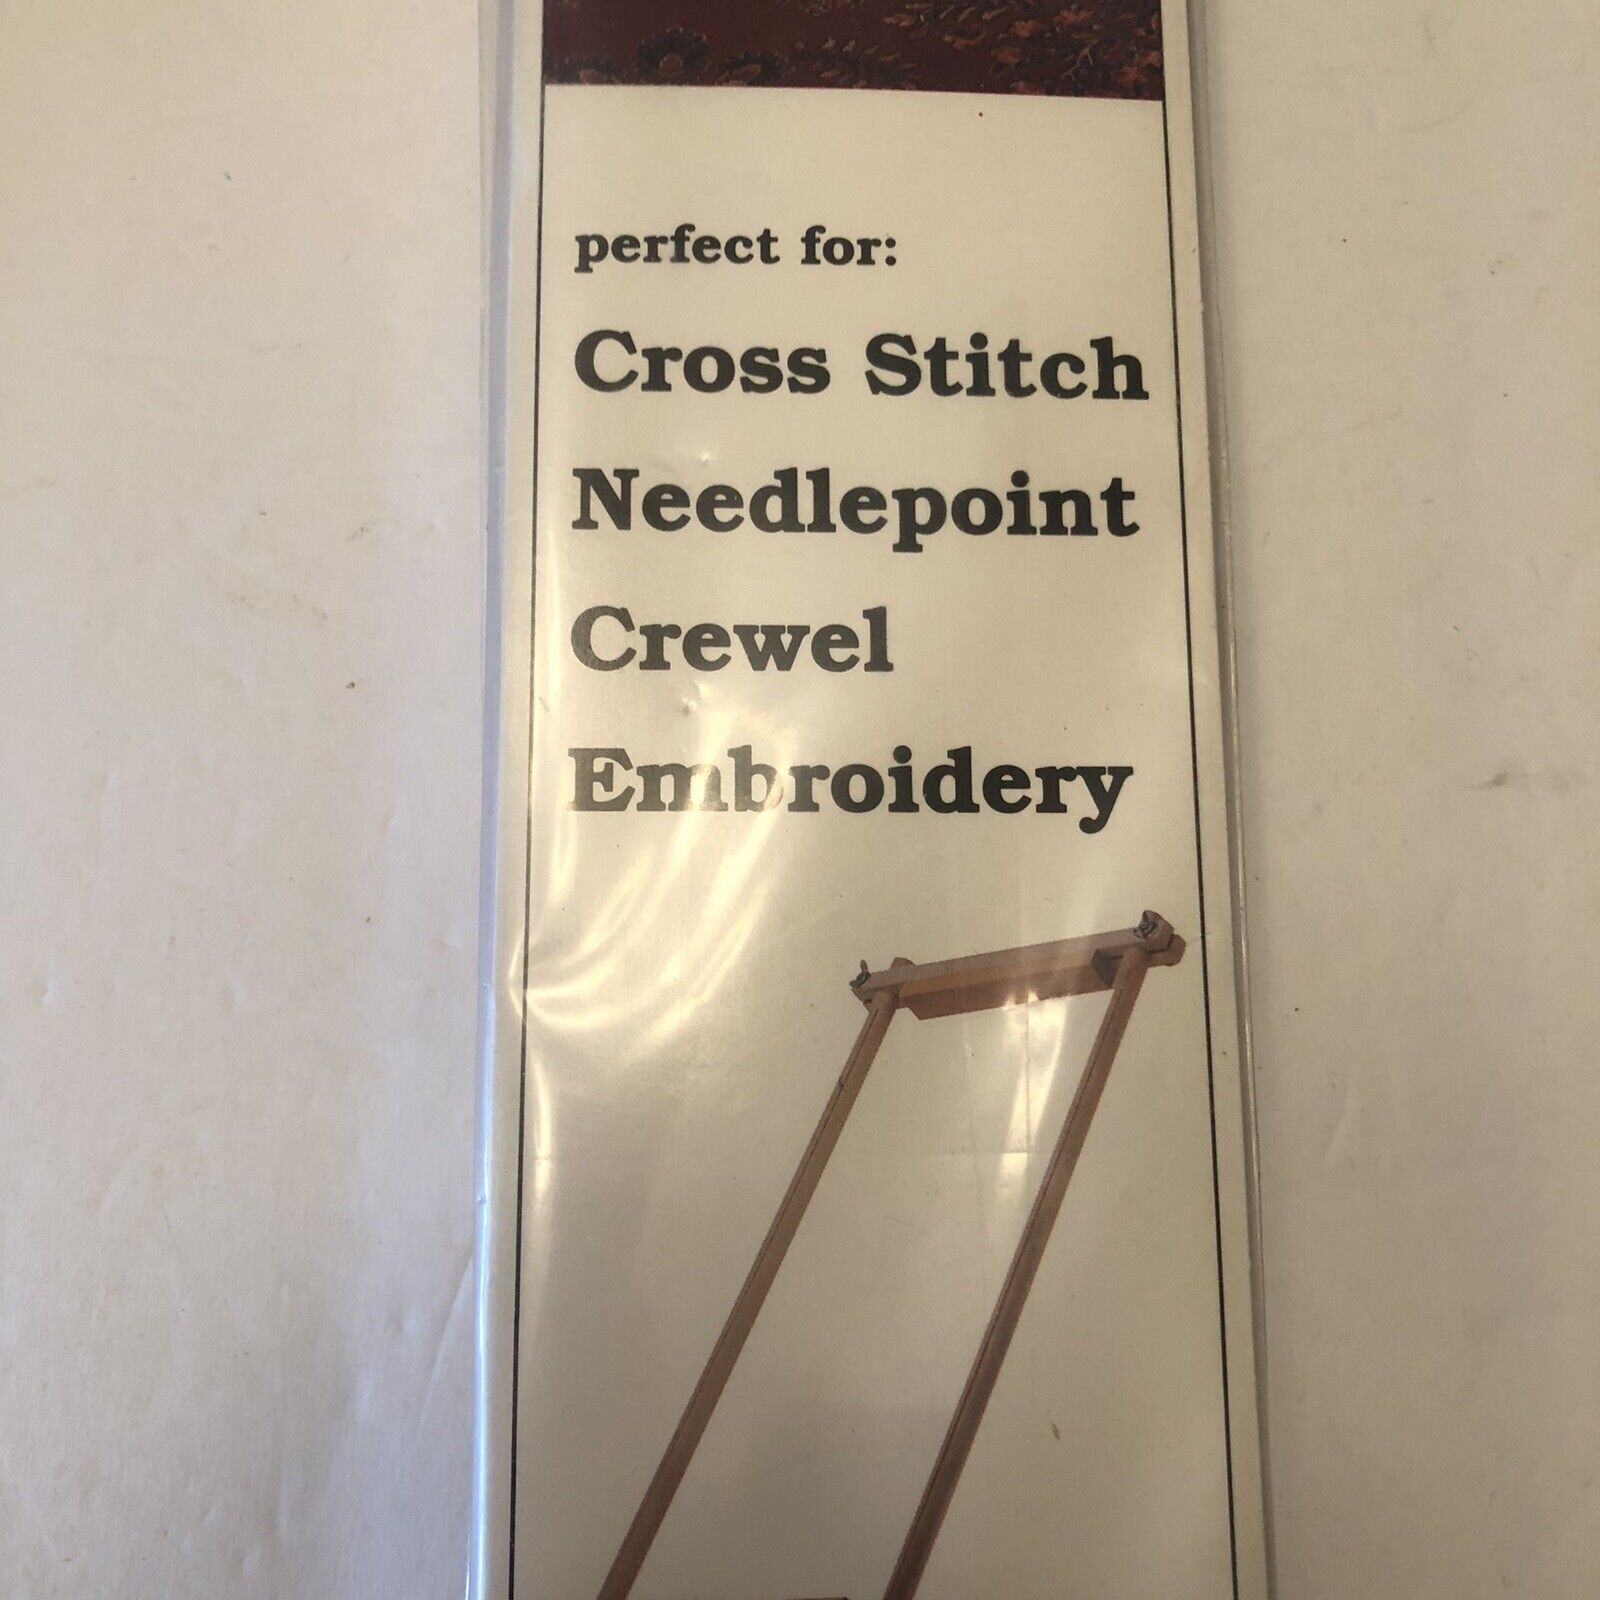 perfect for:
Cross Stitch
Needlepoint
Crewel
Embroidery